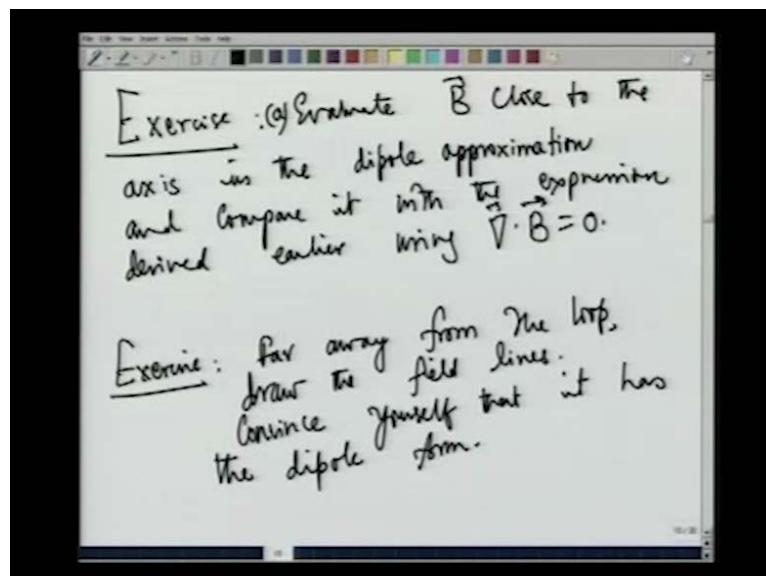 Exercise : (a) Evaluate B⃗ close to the
axis in the dipole approximation
and compare it with the expression
derived earlier using ∇⃗ · B⃗ = 0.
Exercise : Far away from the loop,
draw the field lines.
Convince yourself that it has
the dipole form.